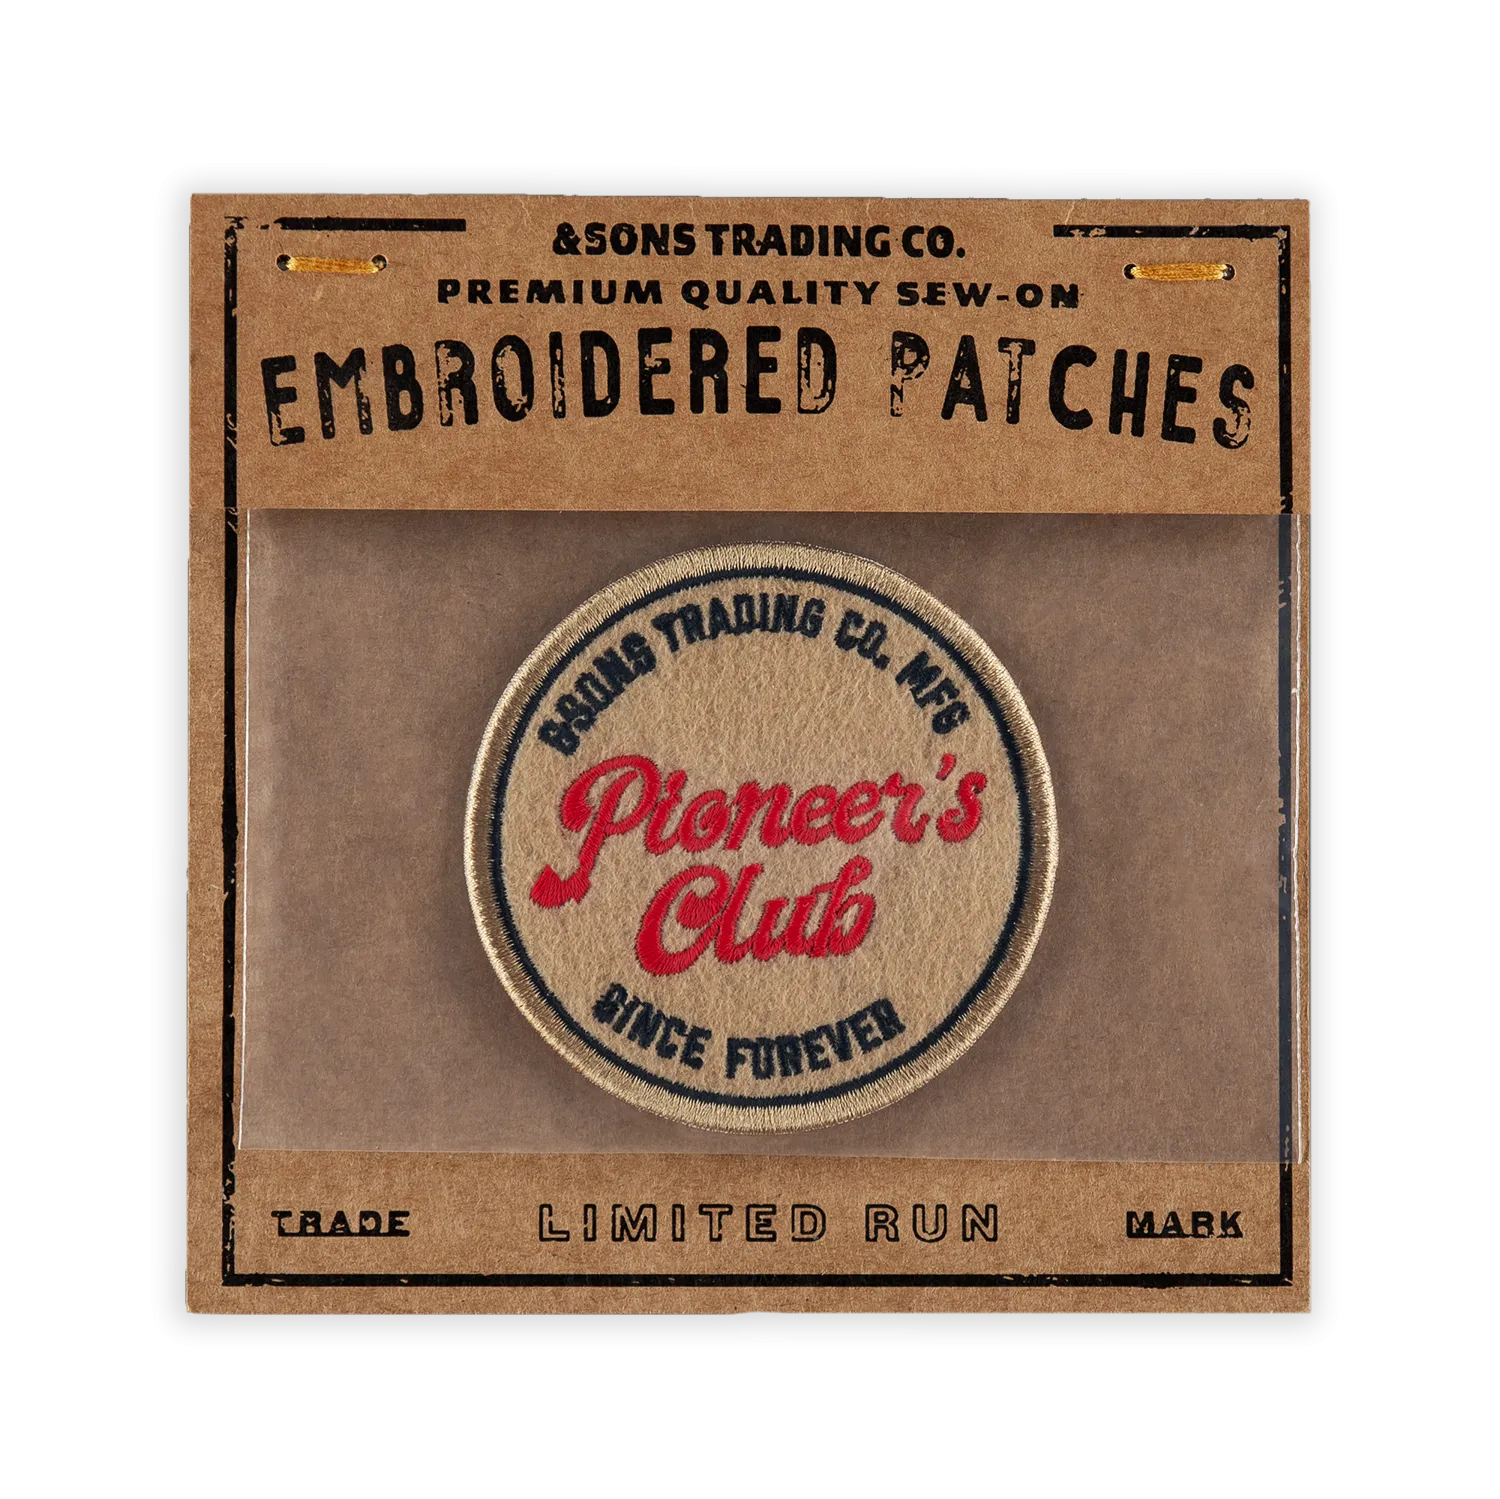 &SONS TRADING CO.
PREMIUM QUALITY SEW-ON
EMBROIDERED PATCHES
&SONS TRADING CO. MFG
Pioneer's
Club
SINCE FOREVER
TRADE LIMITED RUN MARK